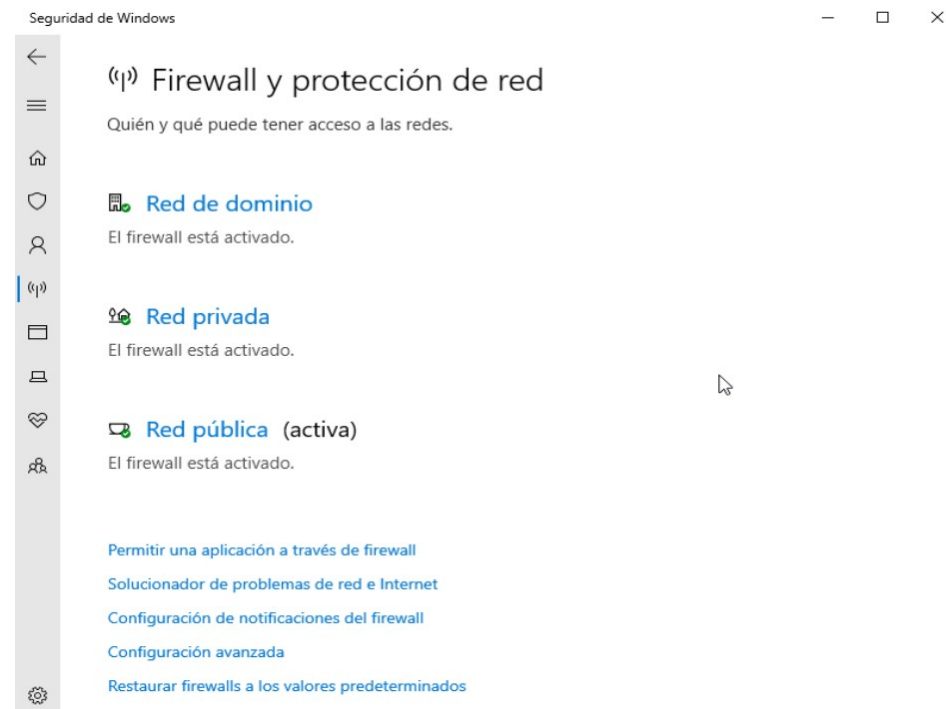 Seguridad de Windows
Firewall y protección de red
Quién y qué puede tener acceso a las redes.
Red de dominio
El firewall está activado.
Red privada
El firewall está activado.
Red pública (activa)
El firewall está activado.
Permitir una aplicación a través de firewall
Solucionador de problemas de red e Internet
Configuración de notificaciones del firewall
Configuración avanzada
Restaurar firewalls a los valores predeterminados